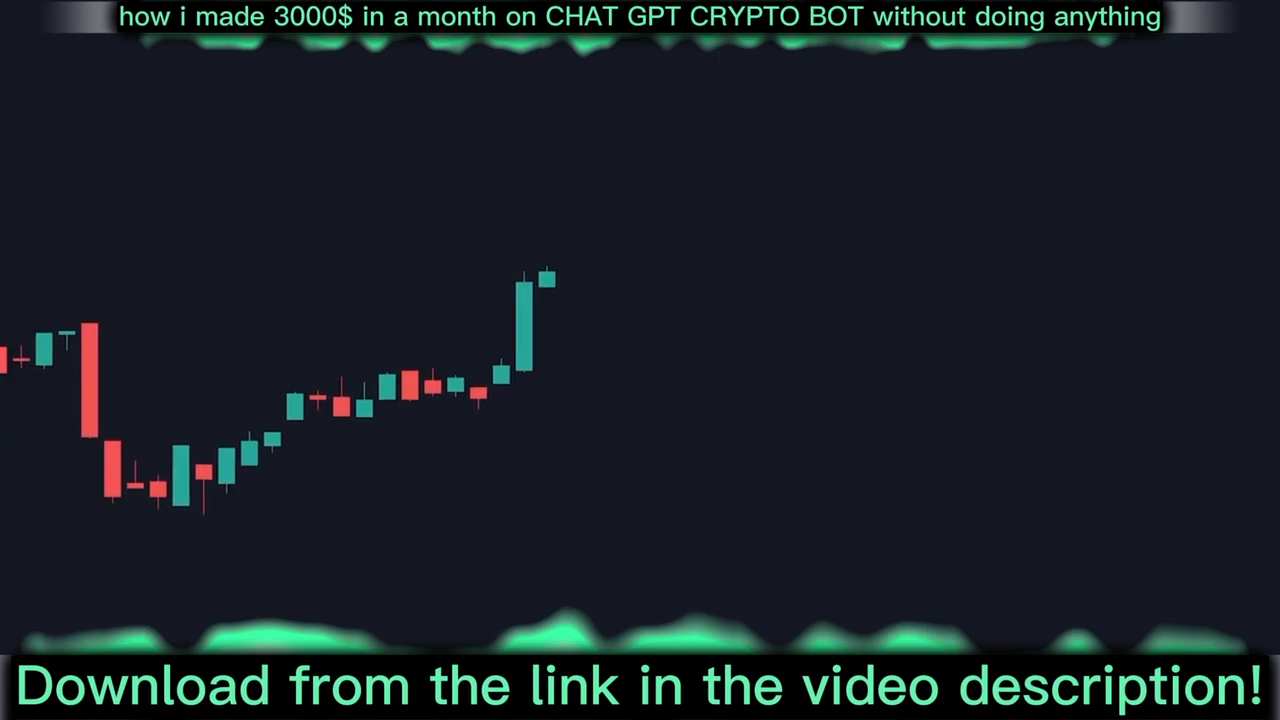 how i made 3000$ in a month on CHAT GPT CRYPTO BOT without doing anything
Download from the link in the video description!